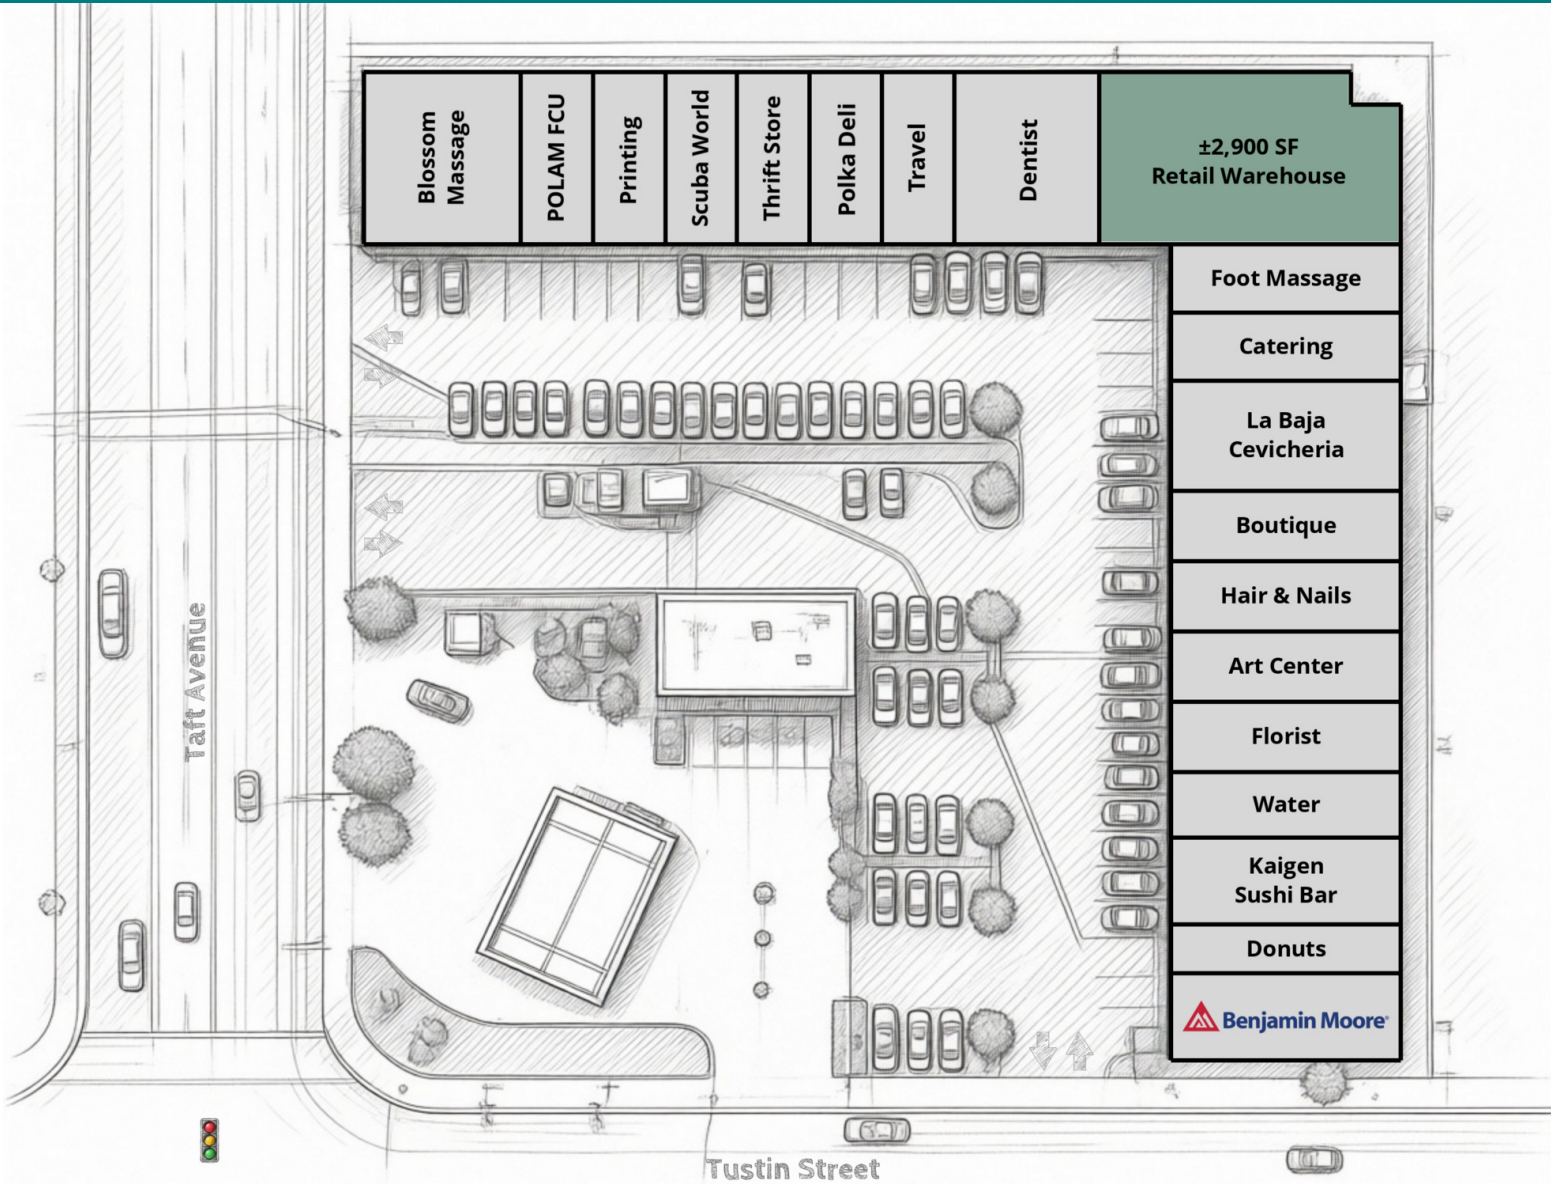 Blossom
Massage
POLAM FCU
Printing
Scuba World
Thrift Store
Polka Deli
Travel
Dentist
±2,900 SF
Retail Warehouse
Foot Massage
Catering
La Baja
Cevicheria
Boutique
Hair & Nails
Art Center
Florist
Water
Kaigen
Sushi Bar
Donuts
Benjamin Moore®
Taft Avenue
Tustin Street